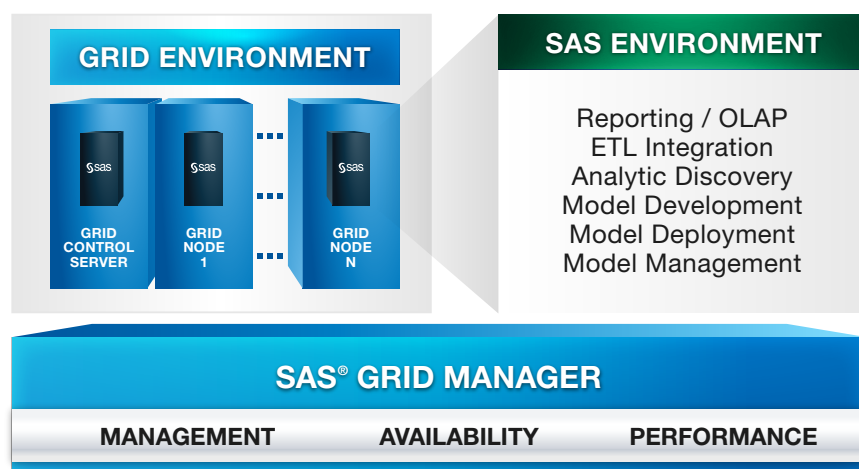 GRID ENVIRONMENT
sas
GRID
CONTROL
SERVER
sas
GRID
NODE
1
sas
GRID
NODE
N
SAS ENVIRONMENT
Reporting / OLAP
ETL Integration
Analytic Discovery
Model Development
Model Deployment
Model Management
SAS® GRID MANAGER
MANAGEMENT AVAILABILITY PERFORMANCE